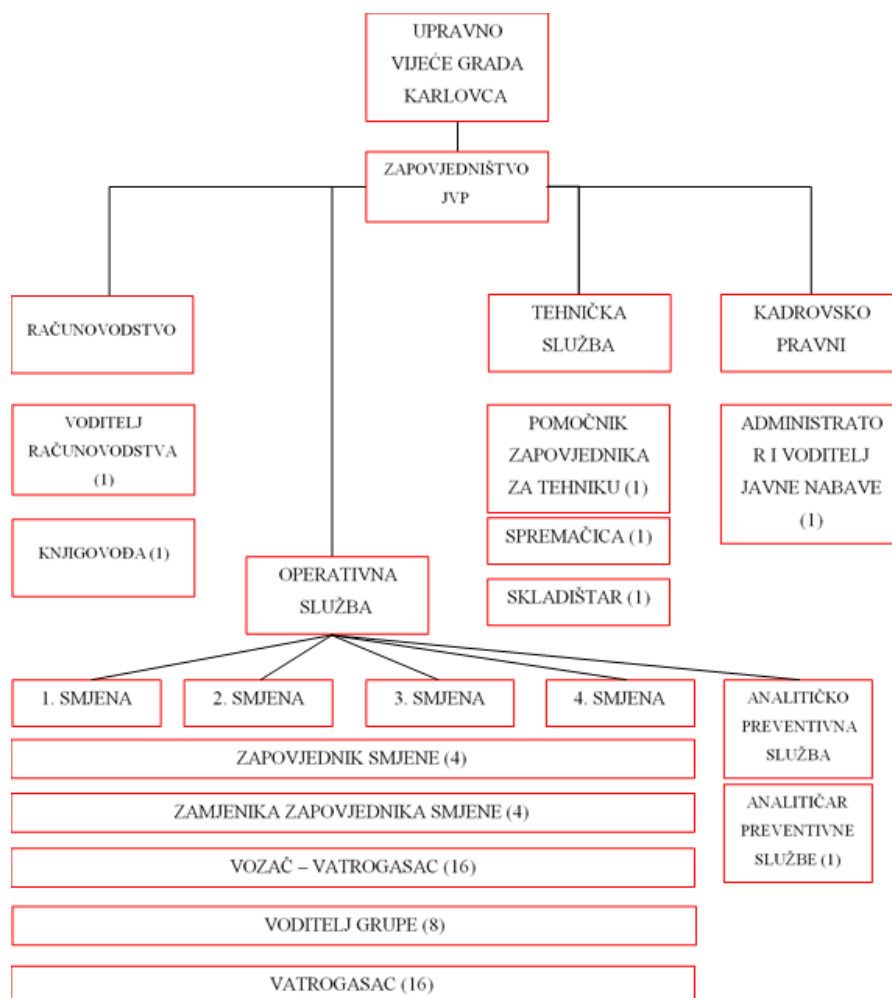 UPRAVNO
VIJEĆE GRADA
KARLOVCA
ZAPOVJEDNIŠTVO
JVP
RAČUNOVODSTVO
TEHNIČKA
SLUŽBA
KADROVSKO
PRAVNI
VODITELJ
RAČUNOVODSTVA
(1)
POMOČNIK
ZAPOVJEDNIKA
ZA TEHNIKU (1)
ADMINISTRATO
R I VODITELJ
JAVNE NABAVE
(1)
KNJIGOVOĐA (1)
SPREMAČICA (1)
SKLADIŠTAR (1)
OPERATIVNA
SLUŽBA
1. SMJENA
2. SMJENA
3. SMJENA
4. SMJENA
ANALITIČKO
PREVENTIVNA
SLUŽBA
ZAPOVJEDNIK SMJENE (4)
ZAMJENIKA ZAPOVJEDNIKA SMJENE (4)
ANALITIČAR
PREVENTIVNE
SLUŽBE (1)
VOZAČ – VATROGASAC (16)
VODITELJ GRUPE (8)
VATROGASAC (16)